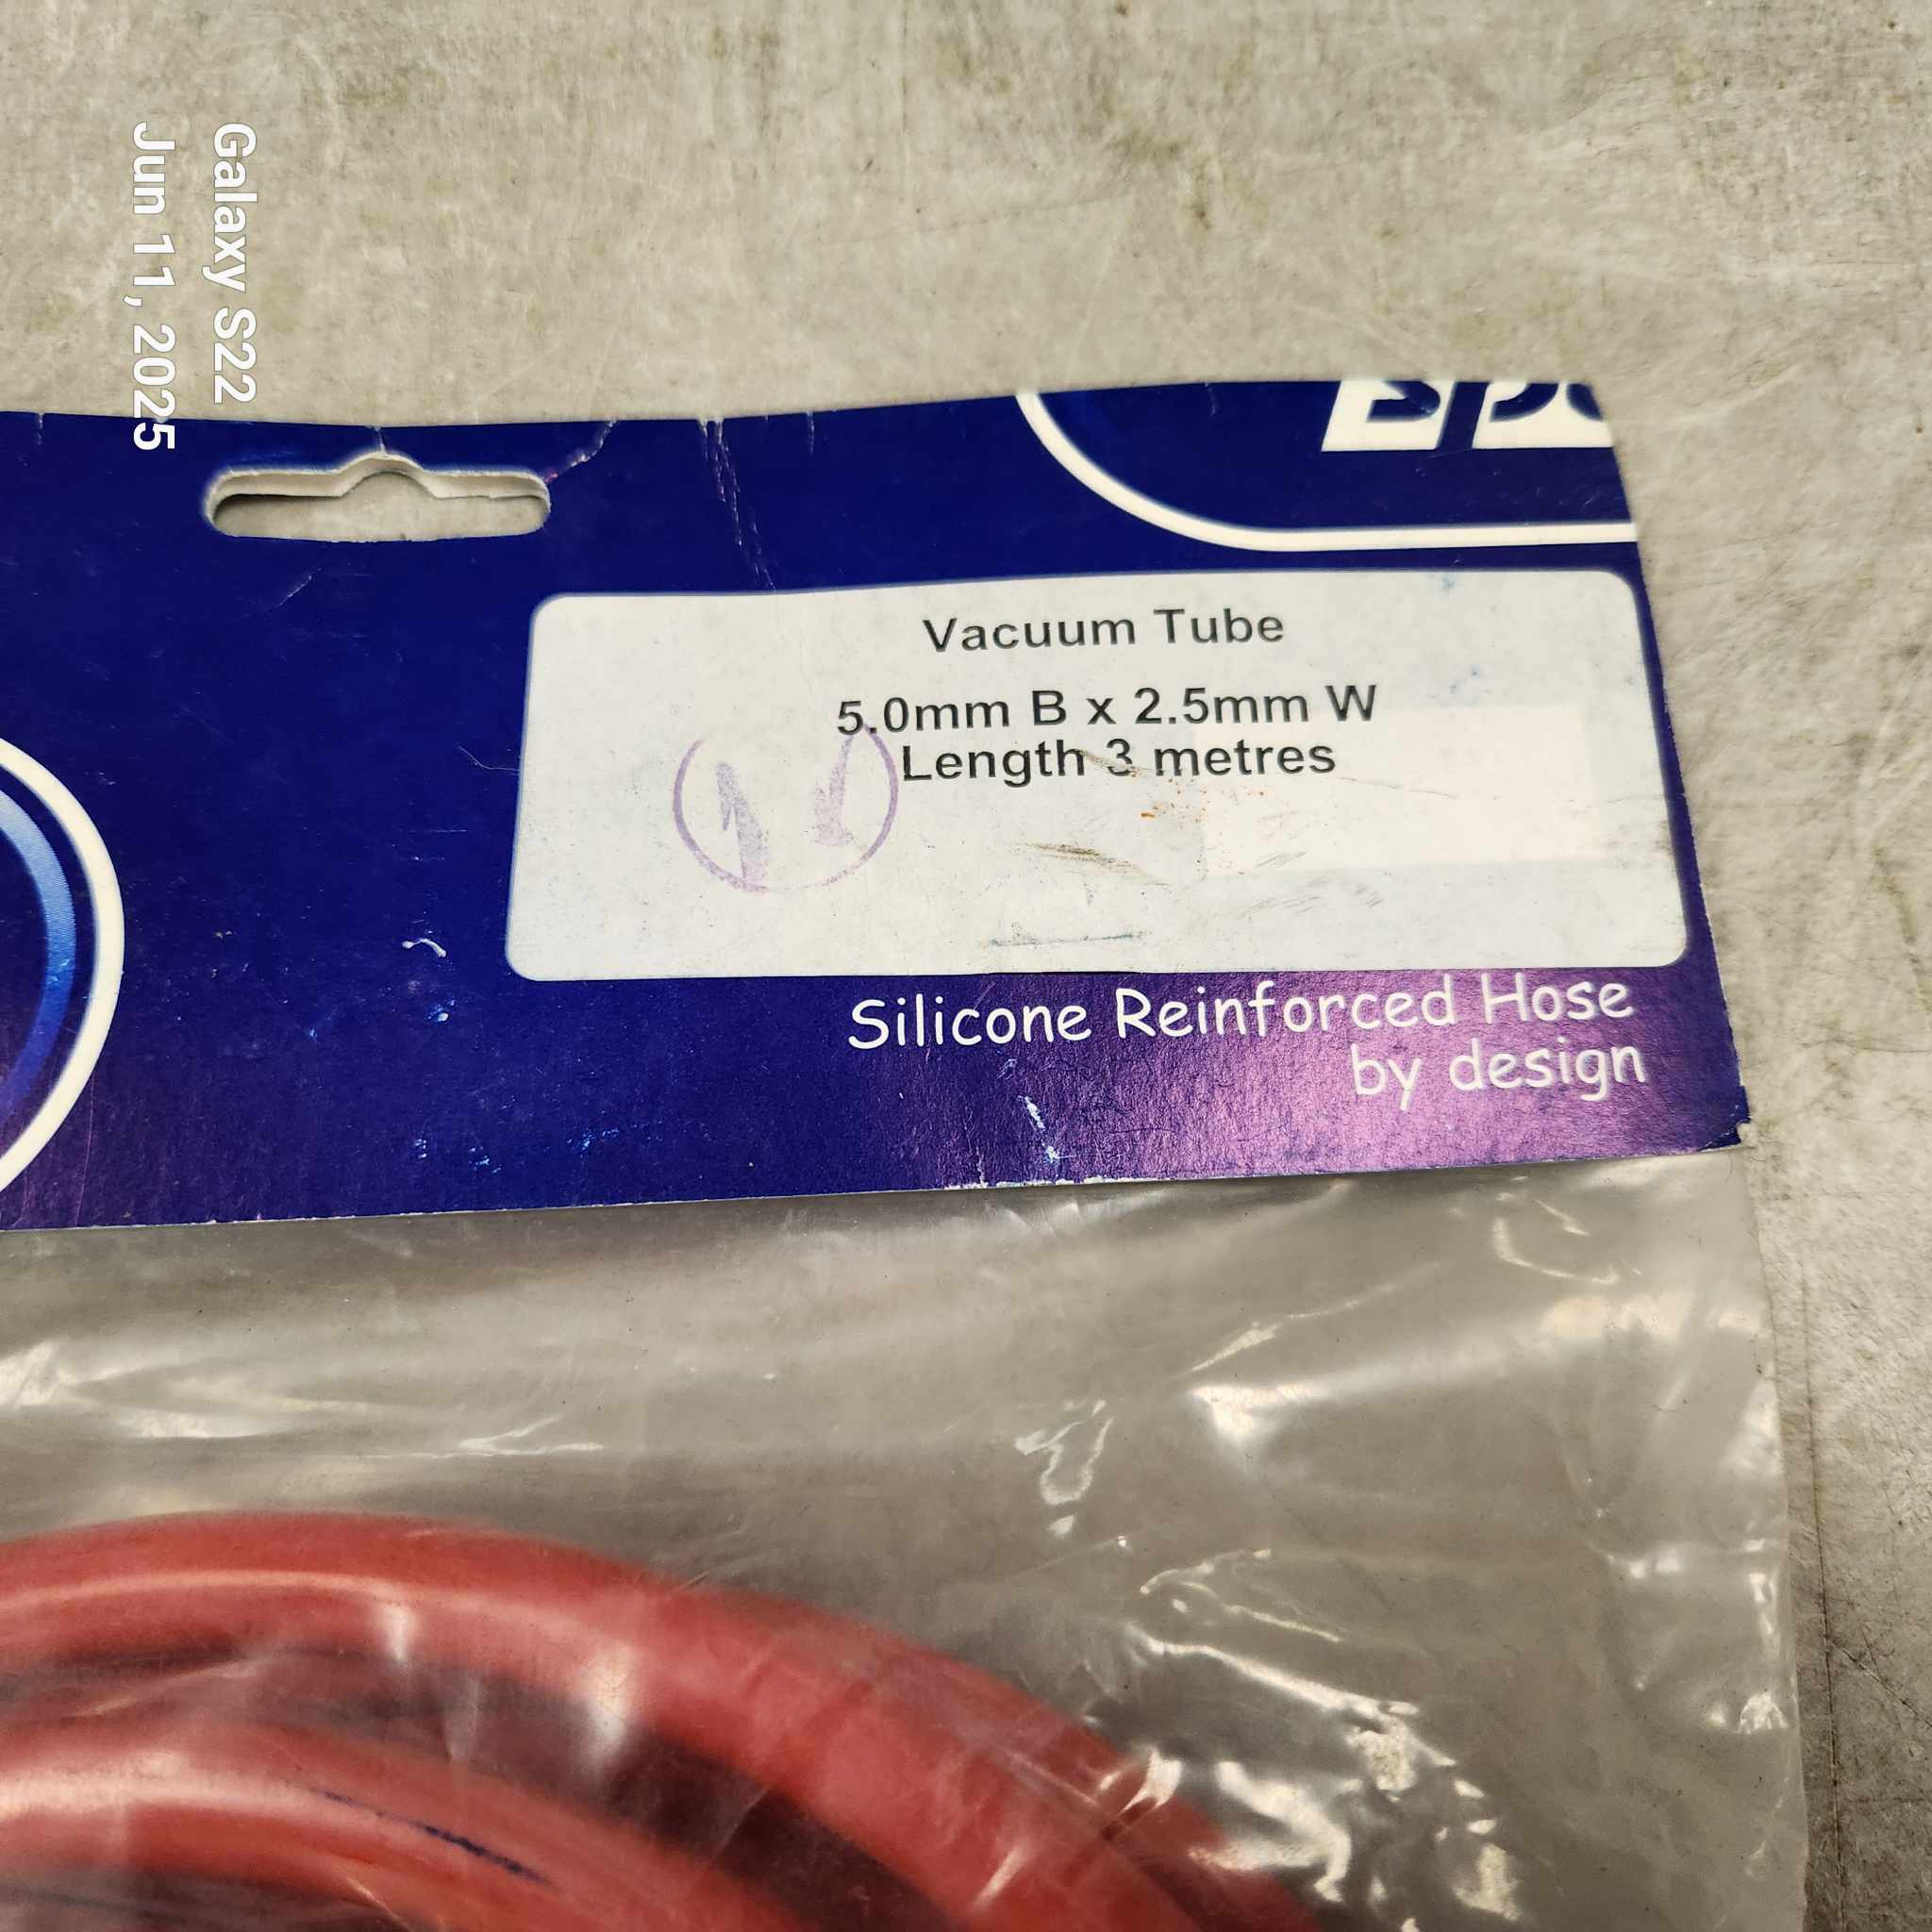 Galaxy S22
Jun 11, 2025
Vacuum Tube
5.0mm B x 2.5mm W
Length 3 metres
Silicone Reinforced Hose
by design